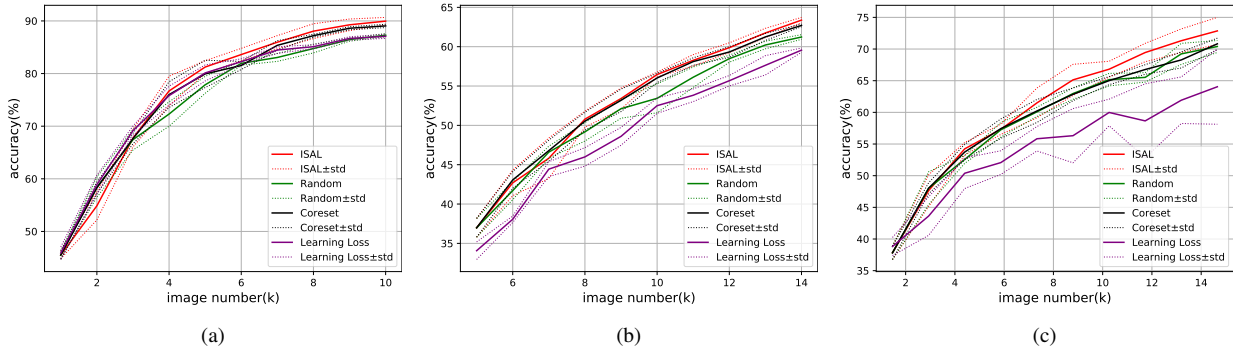 90
80
70
60
50
accuracy(%)
2
4
6
8
10
image number(k)
ISAL
ISAL±std
Random
Random±std
Coreset
Coreset±std
Learning Loss
Learning Loss±std
(a)
65
60
55
50
45
40
35
accuracy(%)
6
8
10
12
14
image number(k)
ISAL
ISAL±std
Random
Random±std
Coreset
Coreset±std
Learning Loss
Learning Loss±std
(b)
75
70
65
60
55
50
45
40
35
accuracy(%)
2
4
6
8
10
12
14
image number(k)
ISAL
ISAL±std
Random
Random±std
Coreset
Coreset±std
Learning Loss
Learning Loss±std
(c)